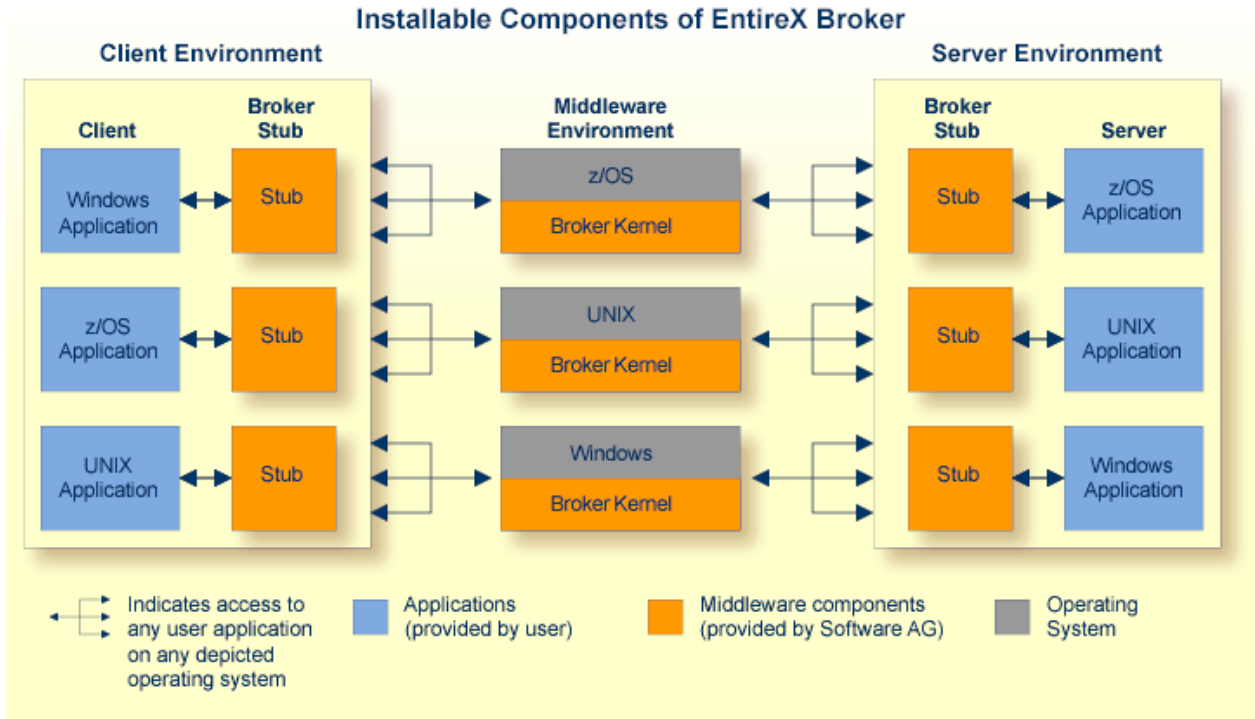 Installable Components of EntireX Broker
Client Environment
Server Environment
Client
Broker
Stub
Middleware
Environment
Broker
Stub
Server
Windows
Application
Stub
z/OS
Broker Kernel
Stub
z/OS
Application
z/OS
Application
Stub
UNIX
Broker Kernel
Stub
UNIX
Application
UNIX
Application
Stub
Windows
Broker Kernel
Stub
Windows
Application
Indicates access to
any user application
on any depicted
operating system
Applications
(provided by user)
Middleware components
(provided by Software AG)
Operating
System